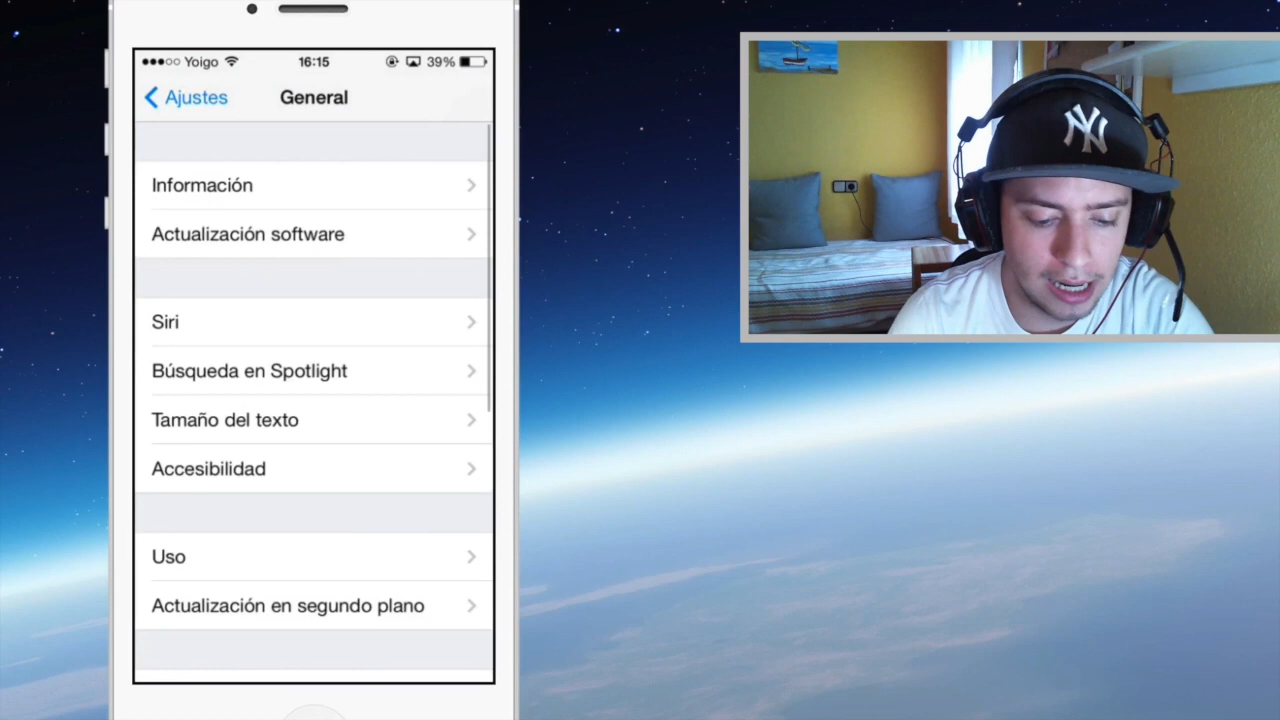 Yoigo 16:15 39%
Ajustes General
Información
Actualización software
Siri
Búsqueda en Spotlight
Tamaño del texto
Accesibilidad
Uso
Actualización en segundo plano
NY